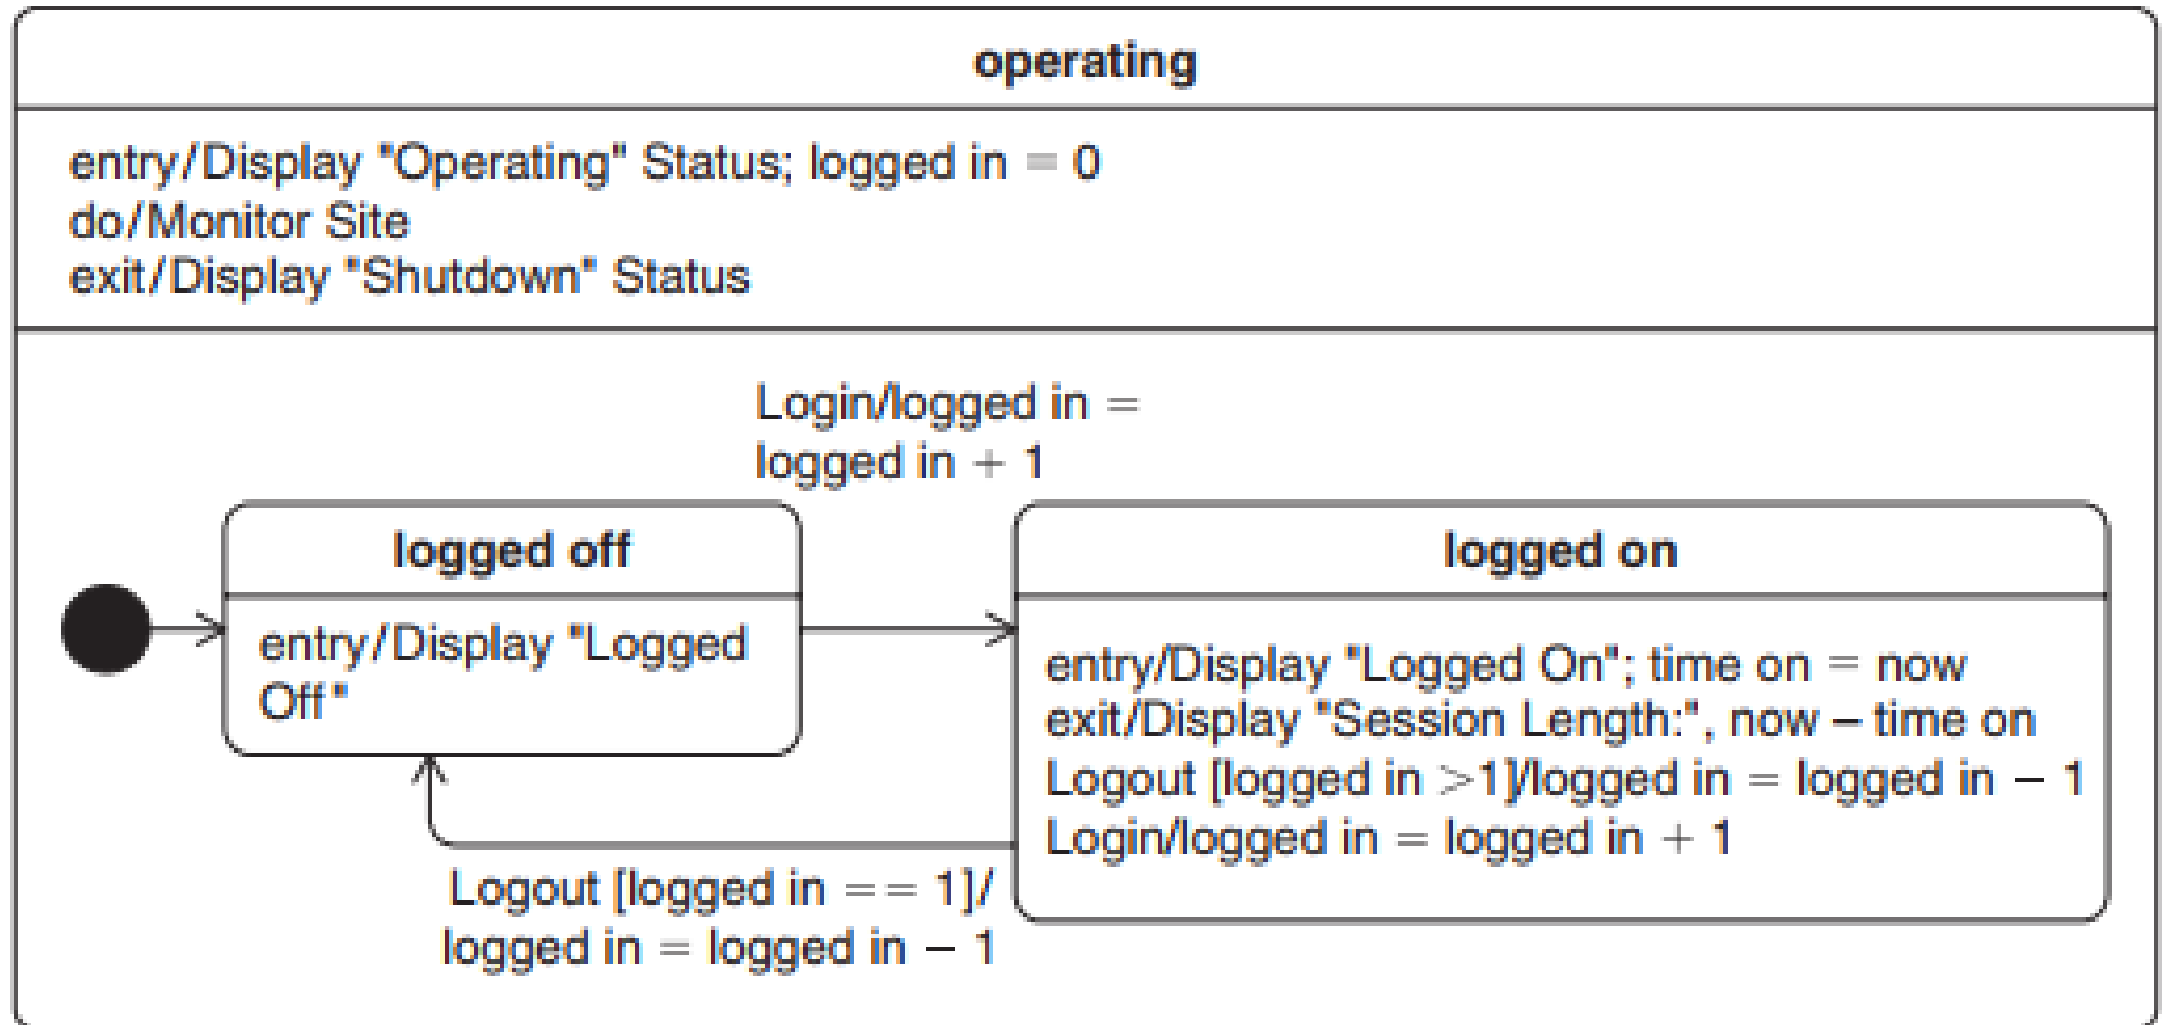 operating
entry/Display "Operating" Status; logged in = 0
do/Monitor Site
exit/Display "Shutdown" Status
Login/logged in =
logged in + 1
logged off
entry/Display "Logged
Off"
logged on
entry/Display "Logged On"; time on = now
exit/Display "Session Length:", now – time on
Logout [logged in >1]/logged in = logged in – 1
Login/logged in = logged in + 1
Logout [logged in == 1]/
logged in = logged in – 1